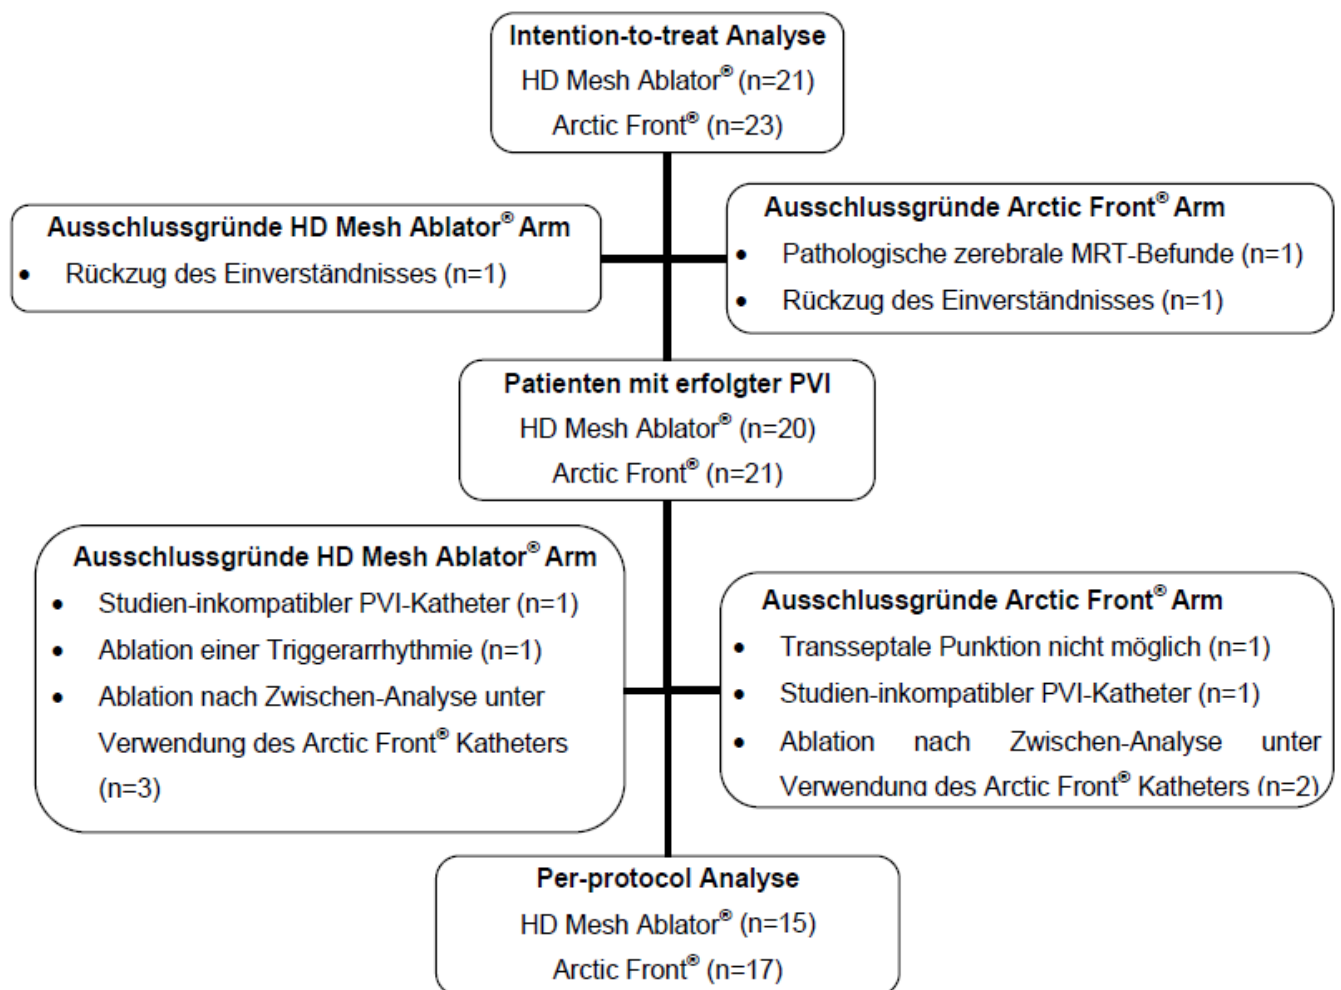 Intention-to-treat Analyse
HD Mesh Ablator® (n=21)
Arctic Front® (n=23)
Ausschlussgründe HD Mesh Ablator® Arm
• Rückzug des Einverständnisses (n=1)
Ausschlussgründe Arctic Front® Arm
• Pathologische zerebrale MRT-Befunde (n=1)
• Rückzug des Einverständnisses (n=1)
Patienten mit erfolgter PVI
HD Mesh Ablator® (n=20)
Arctic Front® (n=21)
Ausschlussgründe HD Mesh Ablator® Arm
• Studien-inkompatibler PVI-Katheter (n=1)
• Ablation einer Triggerarrhythmie (n=1)
• Ablation nach Zwischen-Analyse unter
Verwendung des Arctic Front® Katheters
(n=3)
Ausschlussgründe Arctic Front® Arm
• Transseptale Punktion nicht möglich (n=1)
• Studien-inkompatibler PVI-Katheter (n=1)
• Ablation nach Zwischen-Analyse unter
Verwendung des Arctic Front® Katheters (n=2)
Per-protocol Analyse
HD Mesh Ablator® (n=15)
Arctic Front® (n=17)